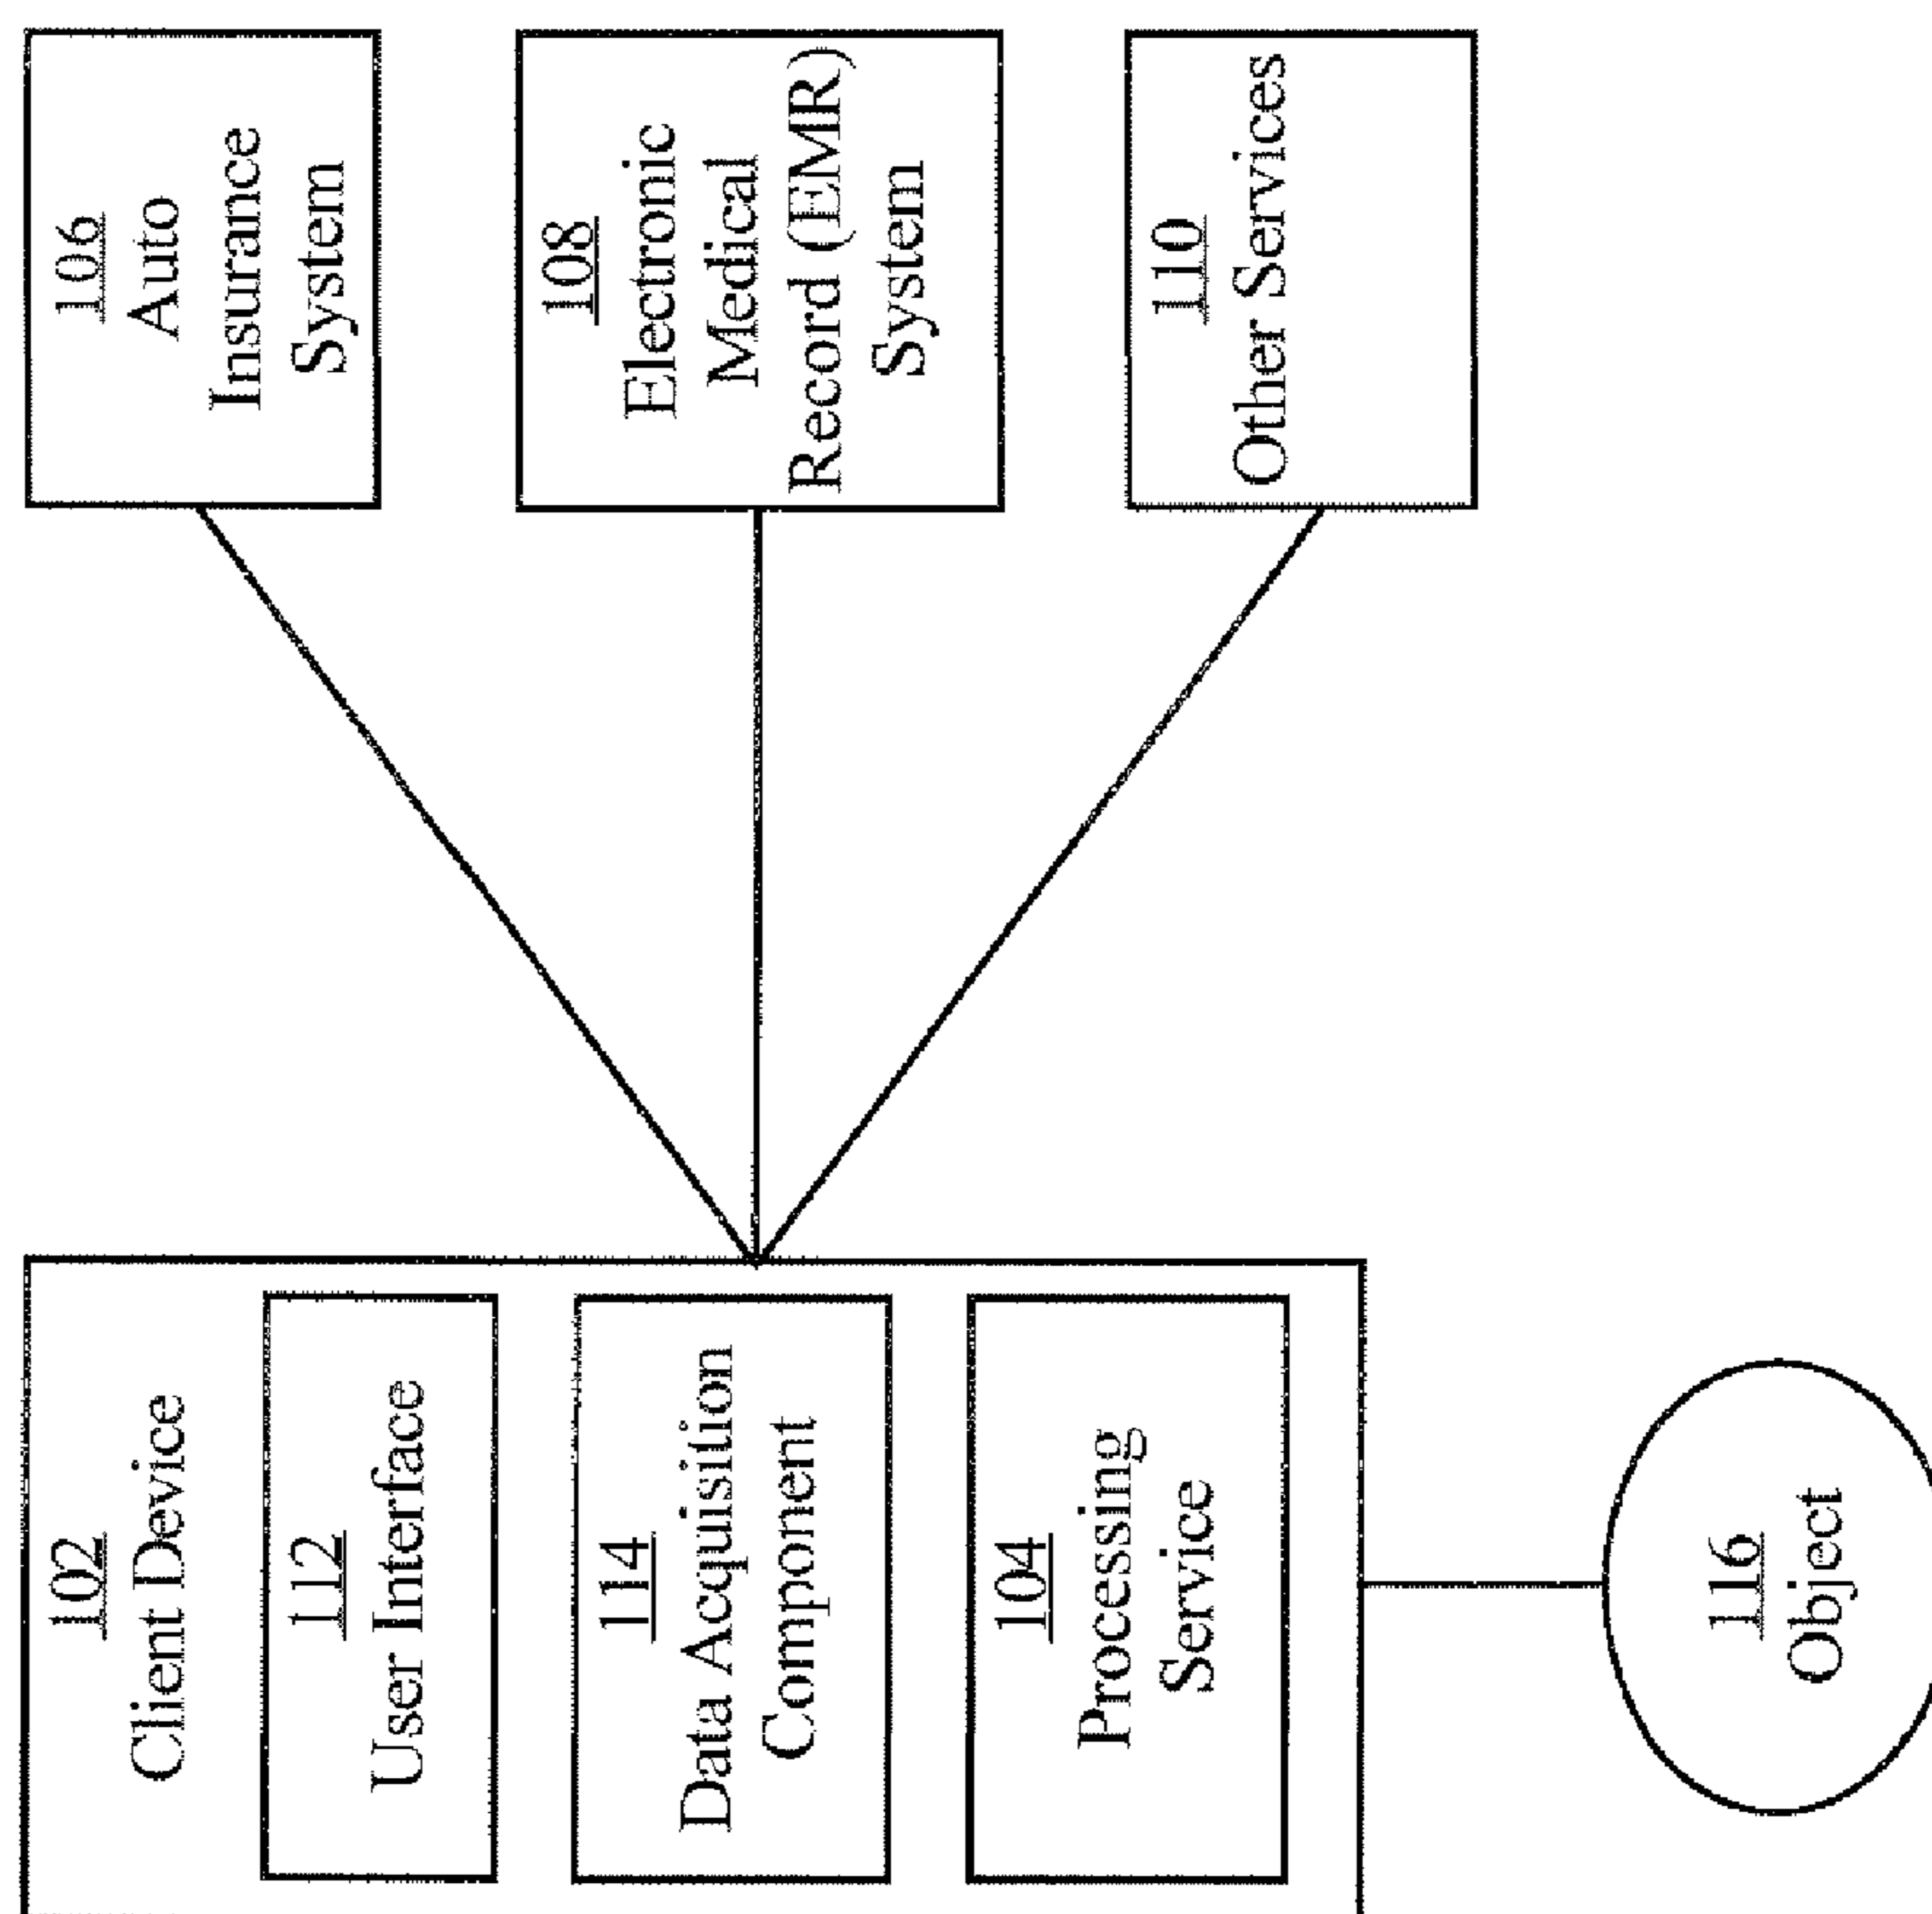 102
Client Device
112
User Interface
114
Data Acquisition
Component
104
Processing
Service
116
Object
106
Auto
Insurance
System
108
Electronic
Medical
Record (EMR)
System
110
Other Services